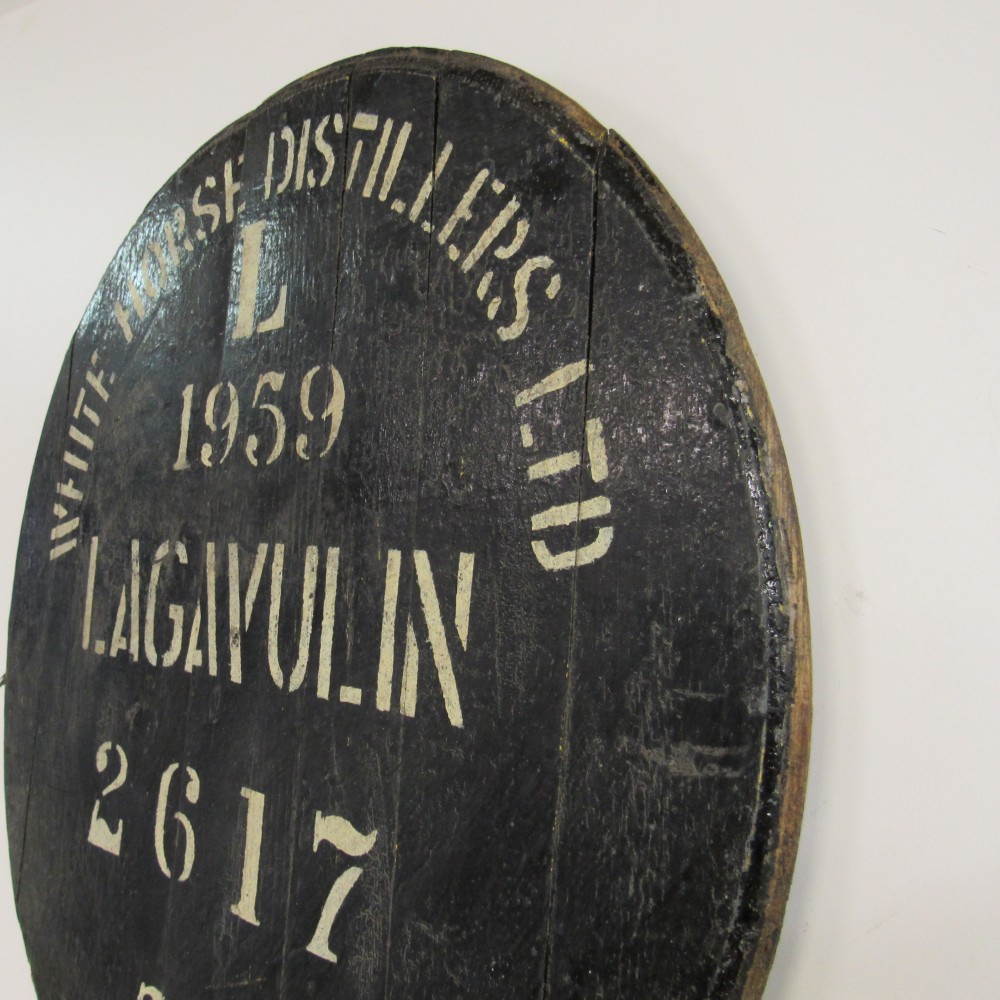 WHITE HORSE DISTILLERS LTD
L
1959
LAGAVULIN
2617